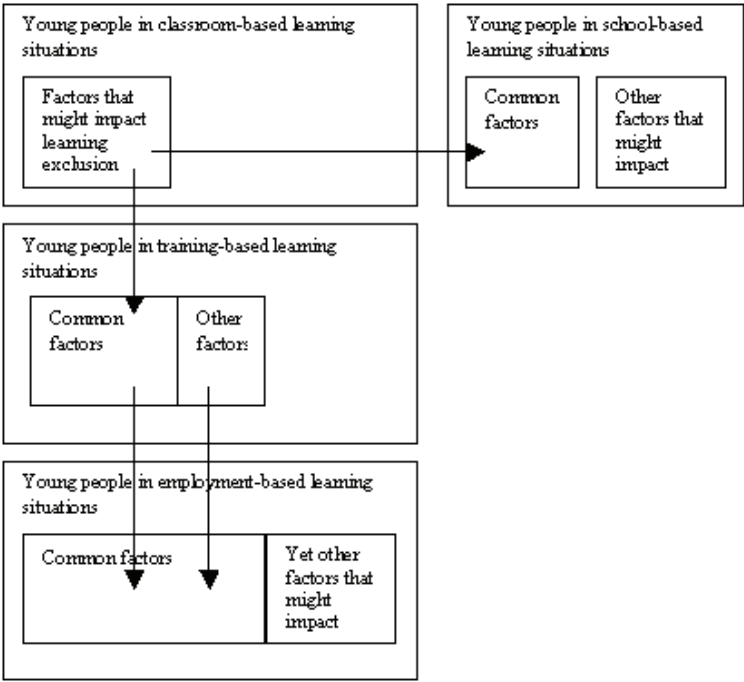 Young people in classroom-based learning
situations
Factors that
might impact
learning
exclusion
Young people in school-based
learning situations
Common
factors
Other
factors that
might
impact
Young people in training-based learning
situations
Common
factors
Other
factors
Young people in employment-based learning
situations
Common factors
Yet other
factors that
might
impact